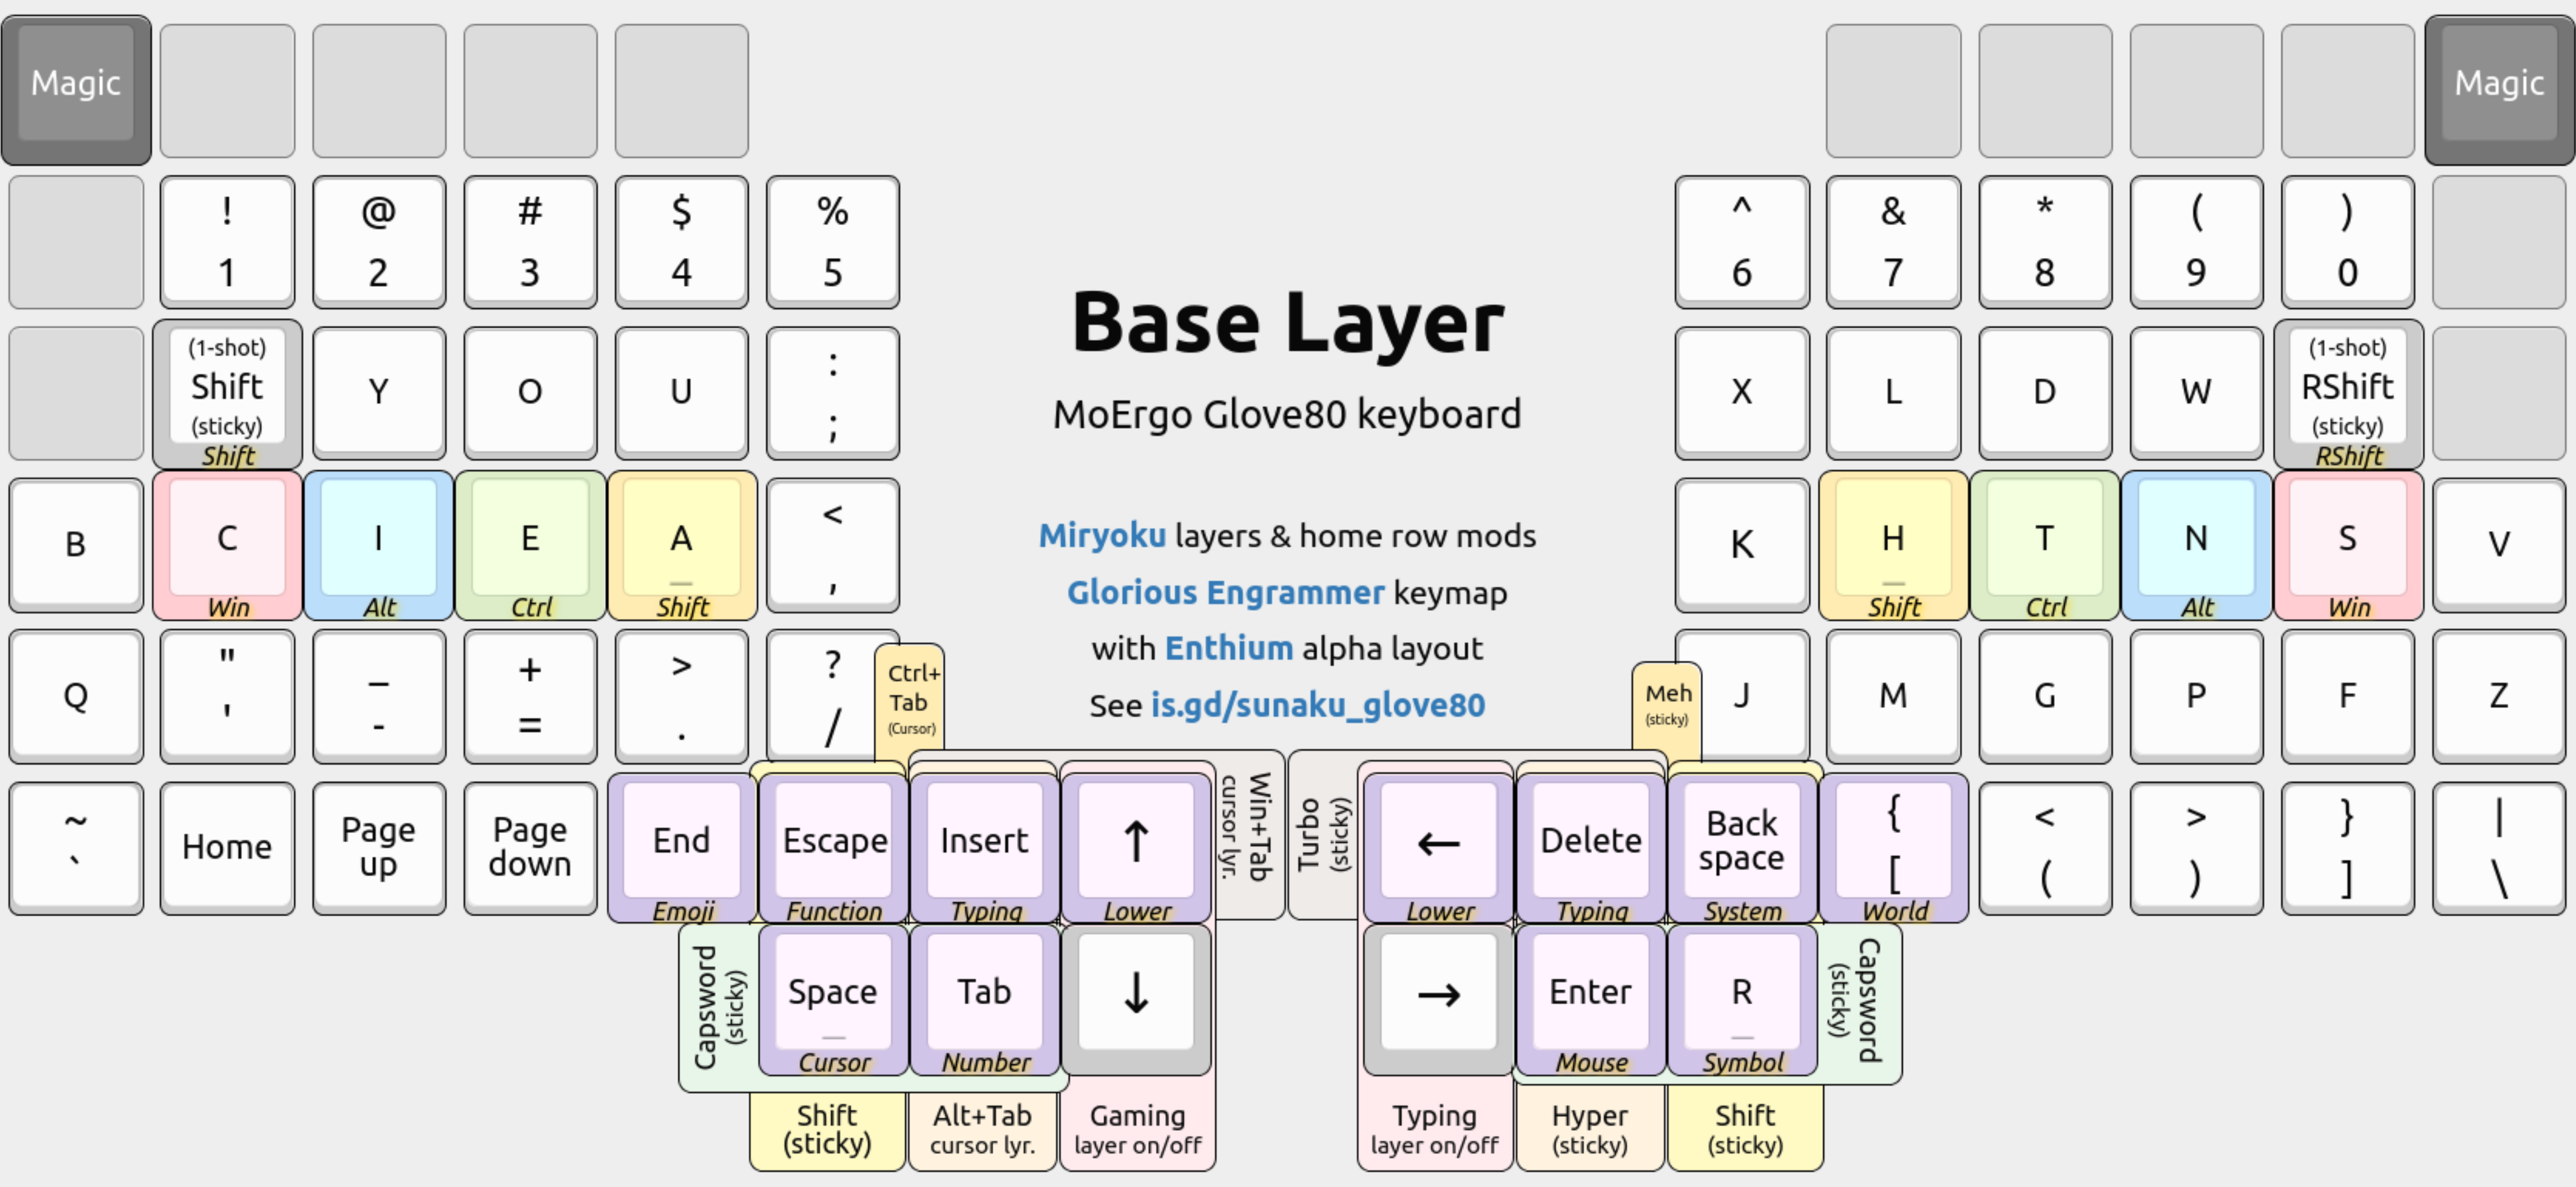 Magic
Magic
! @ # $ %
1 2 3 4 5
^ & * ( )
6 7 8 9 0
(1-shot)
Shift
(sticky)
Shift
Y O U
:
;
Base Layer
MoErgo Glove80 keyboard
X L D W
(1-shot)
RShift
(sticky)
RShift
B C I E A
_
<
,
Win Alt Ctrl Shift
Miryoku layers & home row mods
Glorious Engrammer keymap
with Enthium alpha layout
See is.gd/sunaku_glove80
K H T N S V
_
Shift Ctrl Alt Win
Q
" _ + > ?
' - = . /
Ctrl+
Tab
(Cursor)
Meh
(sticky)
J M G P F Z
~
`
Home
Page
up
Page
down
End
Emoji
Escape
Function
Insert
Typing
↑
Lower
Win+Tab
cursor lyr.
Turbo
(sticky)
←
Lower
Delete
Typing
Back
space
System
{
[
World
< > } |
( ) ] \
Capsword
(sticky)
Space
_
Cursor
Tab
Number
↓
→
Enter
Mouse
R
_
Symbol
Capsword
(sticky)
Shift
(sticky)
Alt+Tab
cursor lyr.
Gaming
layer on/off
Typing
layer on/off
Hyper
(sticky)
Shift
(sticky)